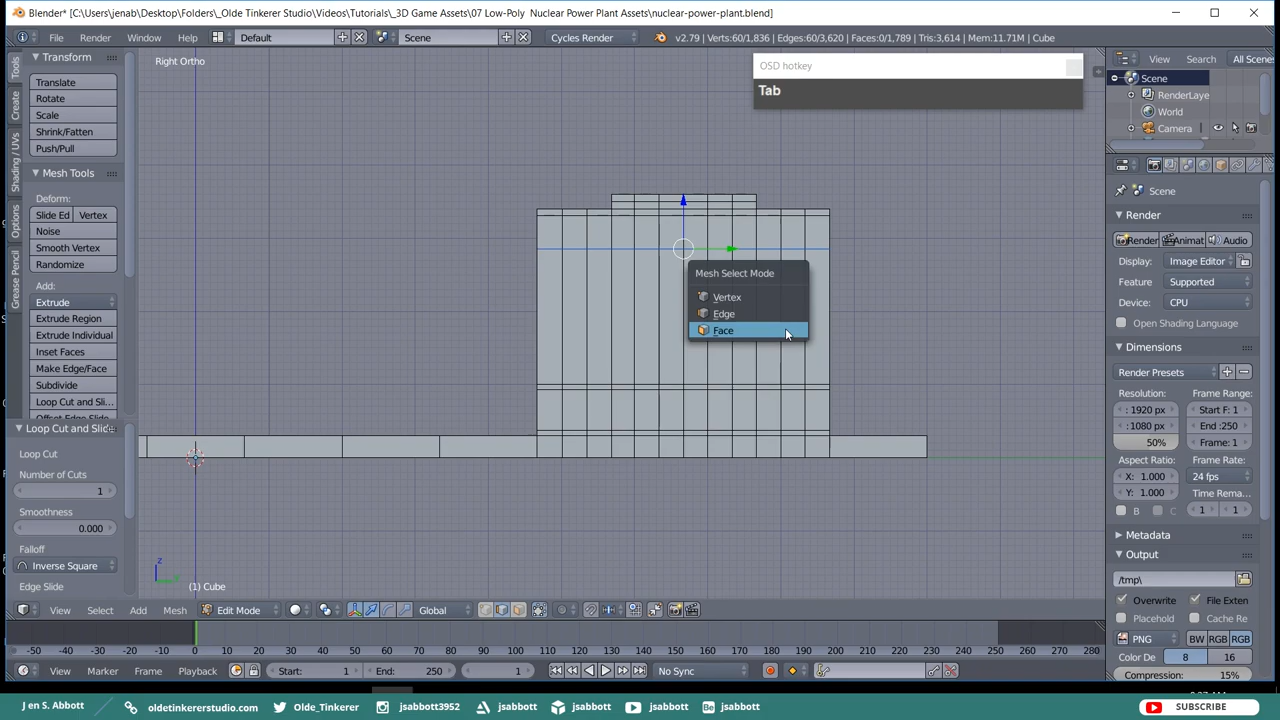 Blender* [C:\Users\jenab\Desktop\Folders\_Olde Tinkerer Studio\Videos\Tutorials\_3D Game Assets\07 Low-Poly  Nuclear Power Plant Assets\nuclear-power-plant.blend]
File Render Window Help Default Scene Cycles Render v2.79 | Verts:60/1,836 | Edges:60/3,620 | Faces:0/1,789 | Tris:3,614 | Mem:11.71M | Cube
View Search All Scenes
Right Ortho
OSD hotkey
Tab
Tools
Create
Shading / UVs
Options
Grease Pencil
Transform
Translate
Rotate
Scale
Shrink/Fatten
Push/Pull
Mesh Tools
Deform:
Slide Ed Vertex
Noise
Smooth Vertex
Randomize
Add:
Extrude
Extrude Region
Extrude Individual
Inset Faces
Make Edge/Face
Subdivide
Loop Cut and Sli...
Offset Edge Slide
Loop Cut and Slide
Loop Cut
Number of Cuts
1
Smoothness
0.000
Falloff
Inverse Square
Edge Slide
Mesh Select Mode
Vertex
Edge
Face
z
(1) Cube
Scene
RenderLaye
World
Camera
Scene
Render
Render Animat Audio
Display: Image Editor
Feature Supported
Device: CPU
Open Shading Language
Dimensions
Render Presets
Resolution: Frame Range:
: 1920 px Start F: 1
: 1080 px End :250
50% Frame: 1
Aspect Ratio: Frame Rate:
X: 1.000 24 fps
Y: 1.000 Time Rema...
B C 1 1
Metadata
Output
/tmp\
Overwrite File Exten
Placehold Cache Re
PNG BW RGB RGB
Color De 8 16
Compression: 15%
View Select Add Mesh Edit Mode Global
-50 -40 -30 -20 -10 0 10 20 30 40 50 60 70 80 90 100 110 120 130 140 150 160 170 180 190 200 210 220 230 240 250 260 270 280
View Marker Frame Playback Start: 1 End: 250 1 No Sync
J en S. Abbott oldetinkererstudio.com Olde_Tinkerer jsabbott3952 jsabbott jsabbott jsabbott jsabbott SUBSCRIBE